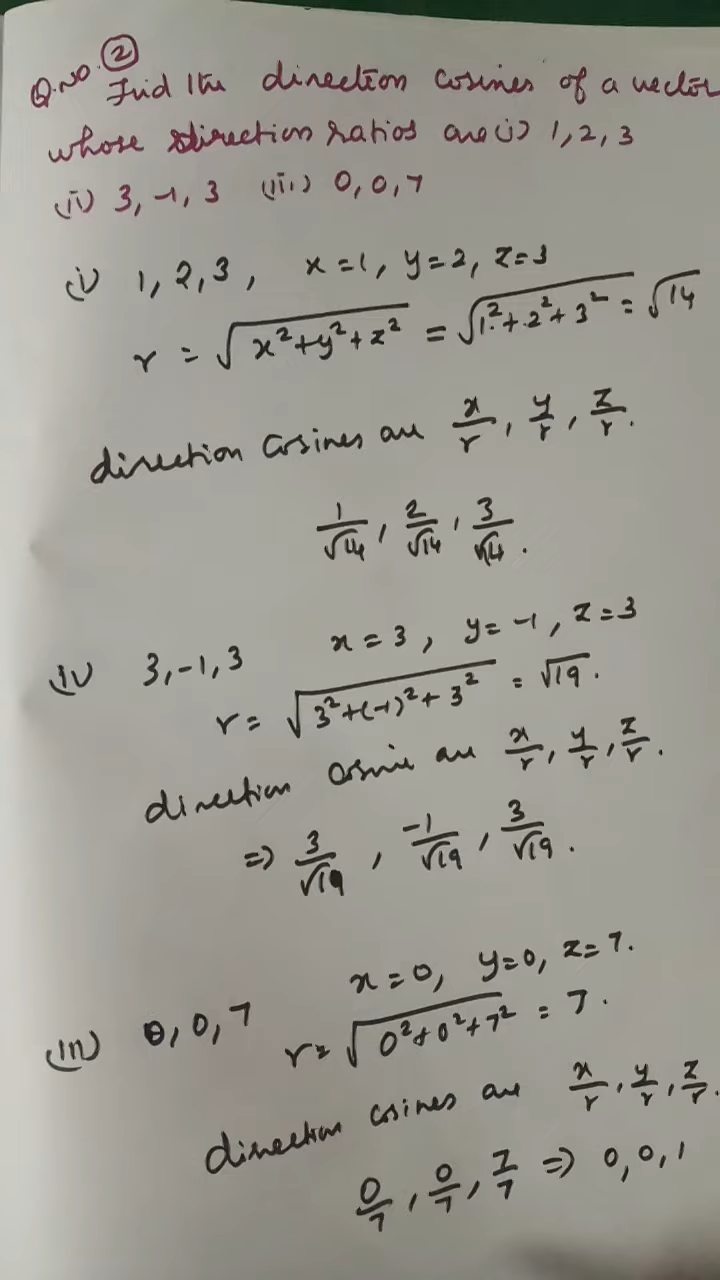 Q.NO. ② Find the direction cosines of a vector
whose direction ratios are (i) 1, 2, 3
(ii) 3, -1, 3 (iii) 0, 0, 7
(i) 1, 2, 3, x = 1, y = 2, z = 3
r = √(x² + y² + z²) = √(1² + 2² + 3²) = √14
direction cosines are x/r, y/r, z/r.
1/√14, 2/√14, 3/√14.
(ii) 3, -1, 3 x = 3, y = -1, z = 3
r = √(3² + (-1)² + 3²) = √19.
direction cosine are x/r, y/r, z/r.
=> 3/√19, -1/√19, 3/√19.
(iii) 0, 0, 7 x = 0, y = 0, z = 7.
r = √(0² + 0² + 7²) = 7.
direction cosines are x/r, y/r, z/r.
0/7, 0/7, 7/7 => 0, 0, 1